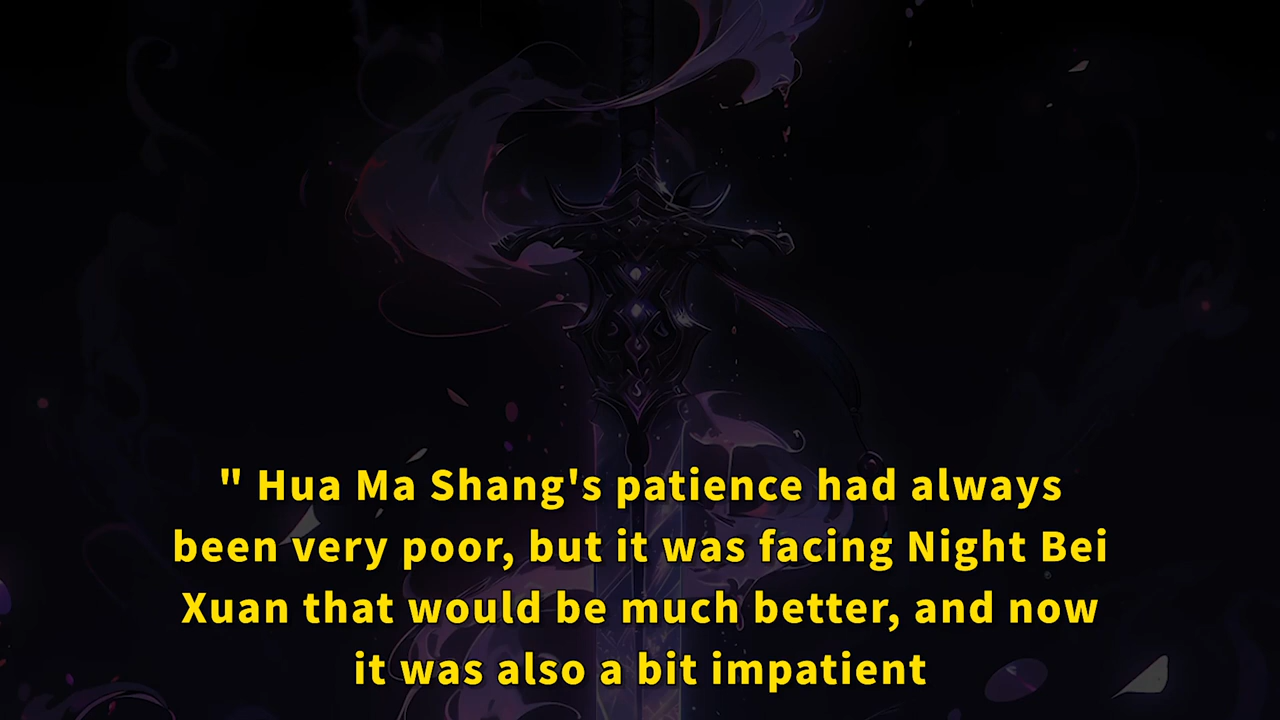 " Hua Ma Shang's patience had always
been very poor, but it was facing Night Bei
Xuan that would be much better, and now
it was also a bit impatient